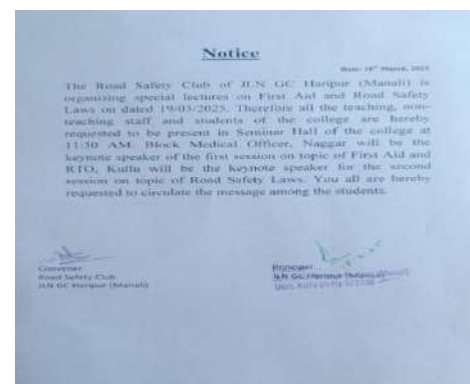 Notice
Date: 18th March, 2025
The Road Safety Club of JLN GC Haripur (Manali) is
organizing special lectures on First Aid and Road Safety
Laws on dated 19/03/2025. Therefore all the teaching, non-
teaching staff and students of the college are hereby
requested to be present in Seminar Hall of the college at
11:30 AM. Block Medical Officer, Naggar will be the
keynote speaker of the first session on topic of First Aid and
RTO, Kullu will be the keynote speaker for the second
session on topic of Road Safety Laws. You all are hereby
requested to circulate the message among the students.
Convener
Road Safety Club
JLN GC Haripur (Manali)
Principal
JLN GC Haripur (Manali)